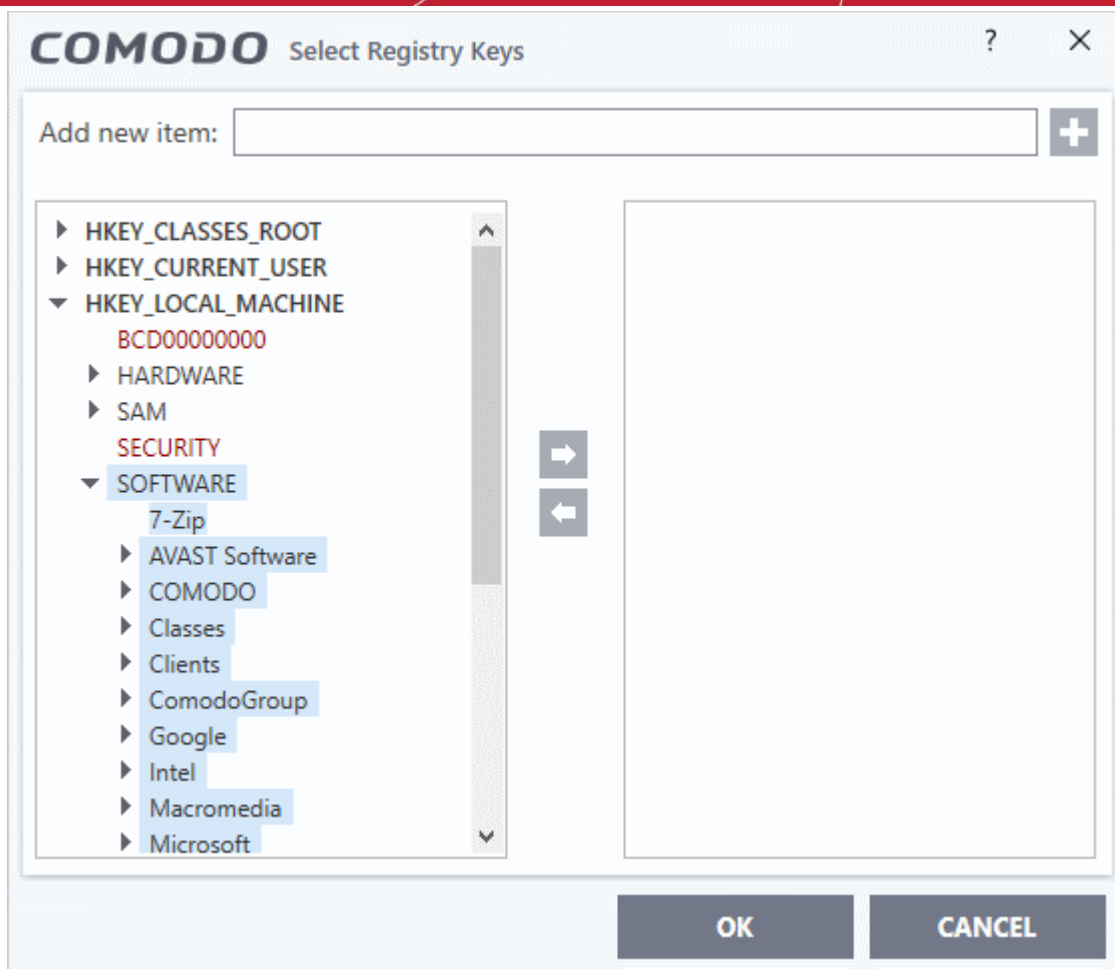 COMODO Select Registry Keys ?
Add new item:
HKEY_CLASSES_ROOT
HKEY_CURRENT_USER
HKEY_LOCAL_MACHINE
BCD00000000
HARDWARE
SAM
SECURITY
SOFTWARE
7-Zip
AVAST Software
COMODO
Classes
Clients
ComodoGroup
Google
Intel
Macromedia
Microsoft
OK CANCEL